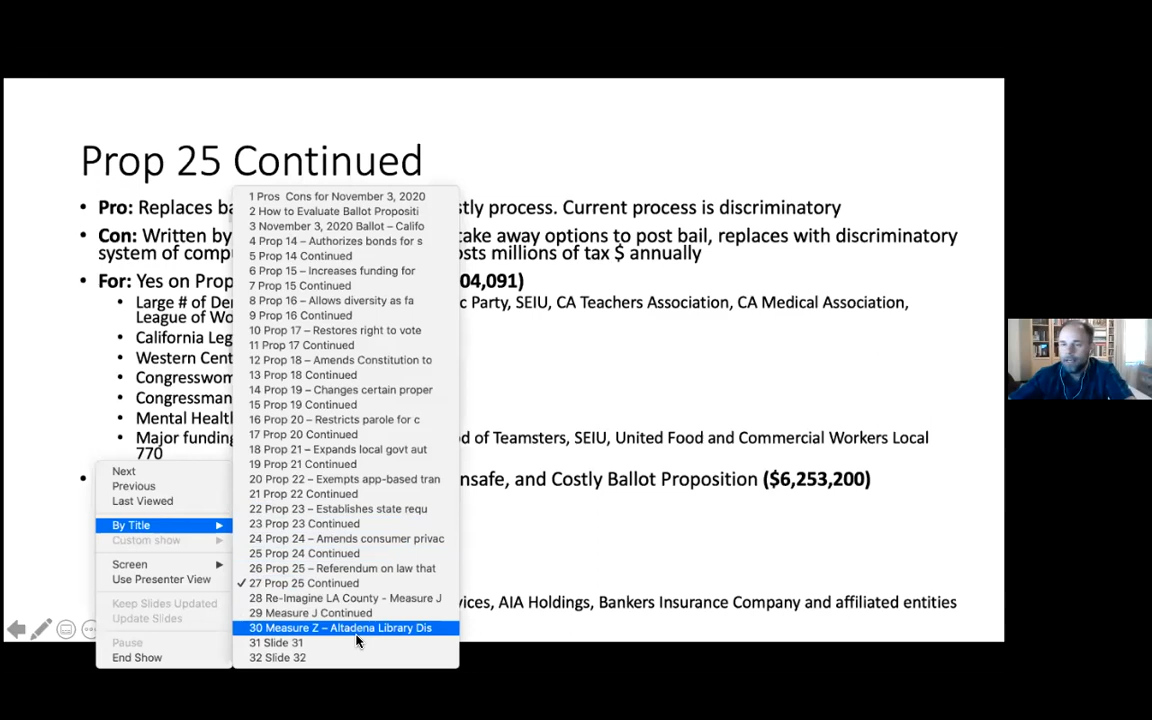 Prop 25 Continued
• Pro: Replaces ba stly process. Current process is discriminatory
• Con: Written by take away options to post bail, replaces with discriminatory
system of comp osts millions of tax $ annually
• For: Yes on Prop 04,091)
• Large # of Der c Party, SEIU, CA Teachers Association, CA Medical Association,
League of Wo
• California Leg
• Western Cent
• Congresswom
• Congressman
• Mental Health
• Major funding d of Teamsters, SEIU, United Food and Commercial Workers Local
770
• nsafe, and Costly Ballot Proposition ($6,253,200)
vices, AIA Holdings, Bankers Insurance Company and affiliated entities
Next
Previous
Last Viewed
By Title
Custom show
Screen
Use Presenter View
Keep Slides Updated
Update Slides
Pause
End Show
1 Pros Cons for November 3, 2020
2 How to Evaluate Ballot Propositi
3 November 3, 2020 Ballot – Califo
4 Prop 14 – Authorizes bonds for s
5 Prop 14 Continued
6 Prop 15 – Increases funding for
7 Prop 15 Continued
8 Prop 16 – Allows diversity as fa
9 Prop 16 Continued
10 Prop 17 – Restores right to vote
11 Prop 17 Continued
12 Prop 18 – Amends Constitution to
13 Prop 18 Continued
14 Prop 19 – Changes certain proper
15 Prop 19 Continued
16 Prop 20 – Restricts parole for c
17 Prop 20 Continued
18 Prop 21 – Expands local govt aut
19 Prop 21 Continued
20 Prop 22 – Exempts app-based tran
21 Prop 22 Continued
22 Prop 23 – Establishes state requ
23 Prop 23 Continued
24 Prop 24 – Amends consumer privac
25 Prop 24 Continued
26 Prop 25 – Referendum on law that
✓ 27 Prop 25 Continued
28 Re-Imagine LA County - Measure J
29 Measure J Continued
30 Measure Z – Altadena Library Dis
31 Slide 31
32 Slide 32